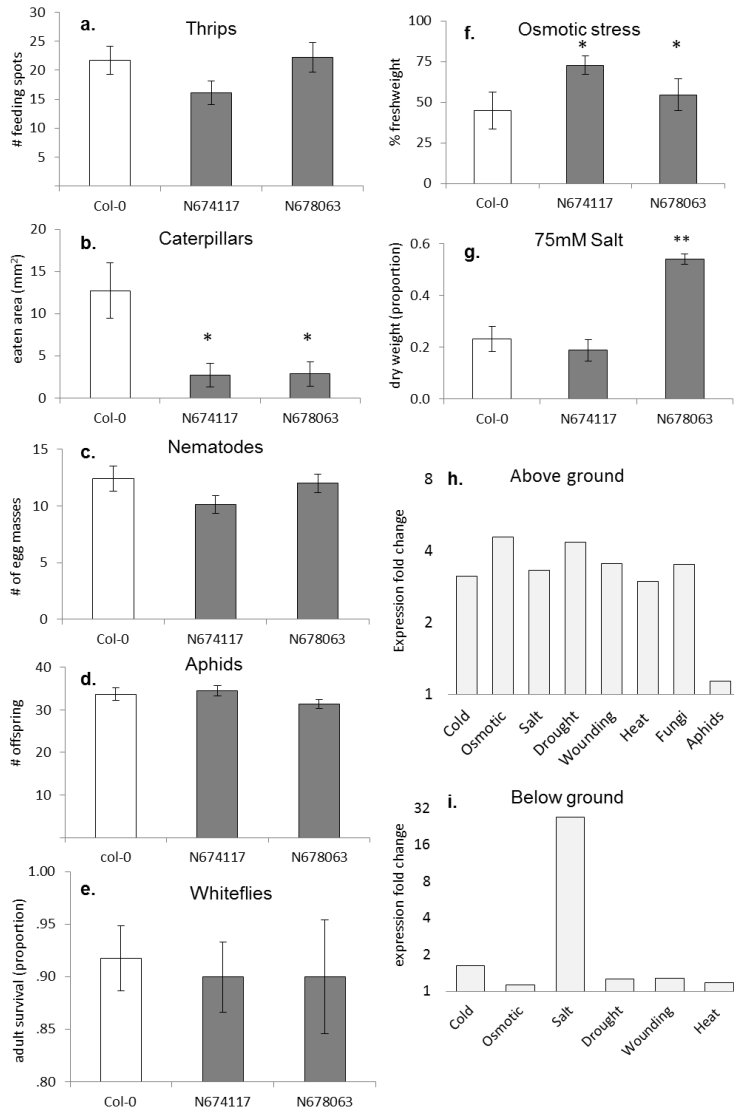 a. Thrips
# feeding spots
30
25
20
15
10
5
Col-0 N674117 N678063
b. Caterpillars
eaten area (mm²)
20
15
10
5
0
*
*
Col-0 N674117 N678063
c. Nematodes
# of egg masses
15
10
5
0
Col-0 N674117 N678063
d. Aphids
# offspring
40
30
20
10
col-0 N674117 N678063
e. Whiteflies
adult survival (proportion)
1.00
.95
.90
.85
.80
Col-0 N674117 N678063
f. Osmotic stress
% freshweight
100
75
50
25
0
*
*
Col-0 N674117 N678063
g. 75mM Salt
dry weight (proportion)
0.6
0.4
0.2
0.0
**
Col-0 N674117 N678063
h. Above ground
Expression fold change
8
4
2
1
Cold
Osmotic
Salt
Drought
Wounding
Heat
Fungi
Aphids
i. Below ground
expression fold change
32
16
8
4
2
1
Cold
Osmotic
Salt
Drought
Wounding
Heat